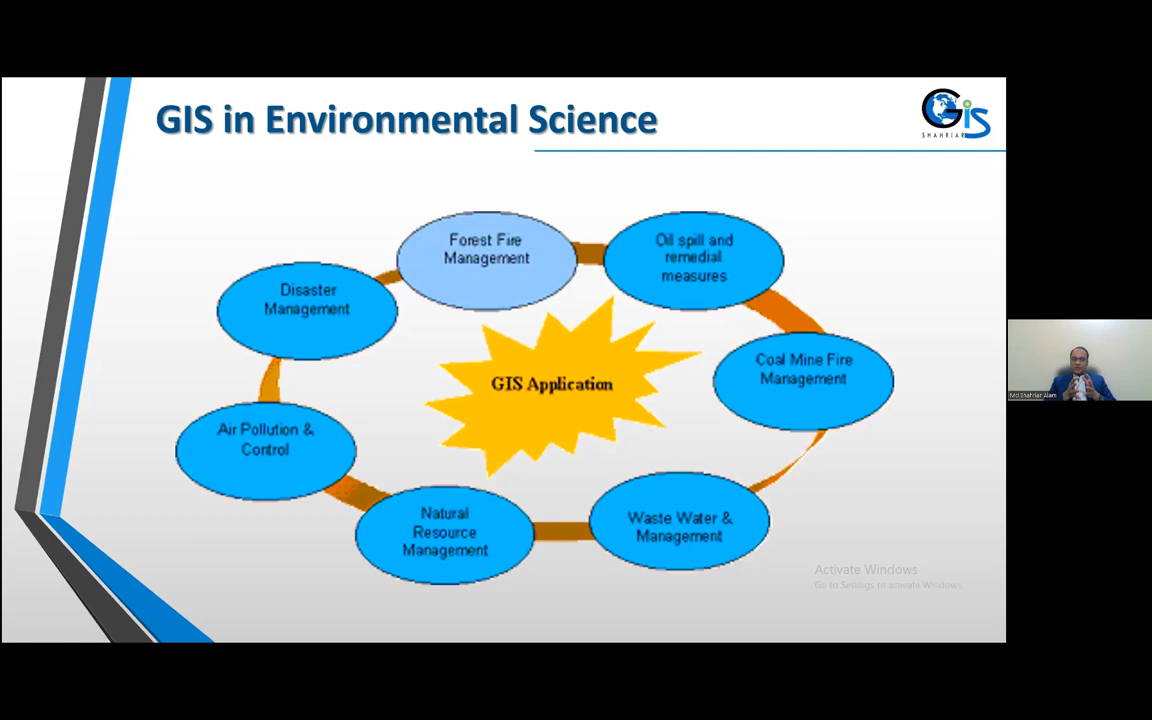 GIS in Environmental Science
GiS
SHAHRIAR
Forest Fire
Management
Oil spill and
remedial
measures
Disaster
Management
Coal Mine Fire
Management
GIS Application
Air Pollution &
Control
Natural
Resource
Management
Waste Water &
Management
Activate Windows
Go to Settings to activate Windows.
Md Shahriar Alam